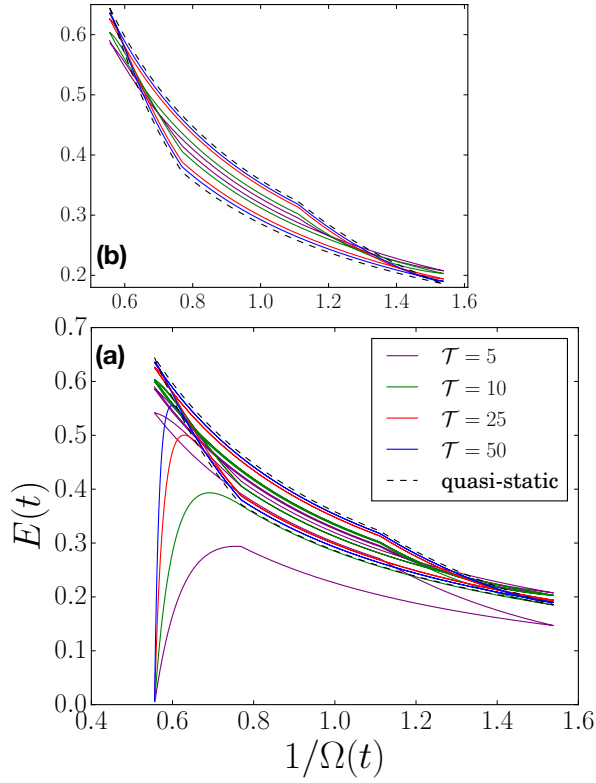 0.6
0.5
0.4
0.3
0.2
(b)
0.6 0.8 1.0 1.2 1.4 1.6
0.7
0.6
0.5
0.4
0.3
0.2
0.1
0.0
(a)
𝒯 = 5
𝒯 = 10
𝒯 = 25
𝒯 = 50
quasi-static
E(t)
0.4 0.6 0.8 1.0 1.2 1.4 1.6
1/Ω(t)